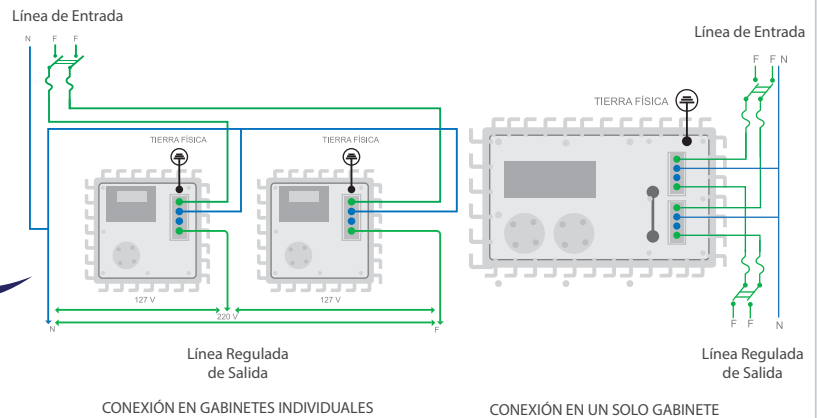 Línea de Entrada
N F F
TIERRA FÍSICA
TIERRA FÍSICA
127 V
127 V
220 V
N
F
Línea Regulada
de Salida
CONEXIÓN EN GABINETES INDIVIDUALES
Línea de Entrada
F F N
TIERRA FÍSICA
F F N
Línea Regulada
de Salida
CONEXIÓN EN UN SOLO GABINETE